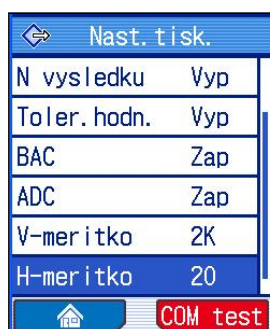 Nast.tisk.
N vysledku Vyp
Toler.hodn. Vyp
BAC Zap
ADC Zap
V-meritko 2K
H-meritko 20
COM test